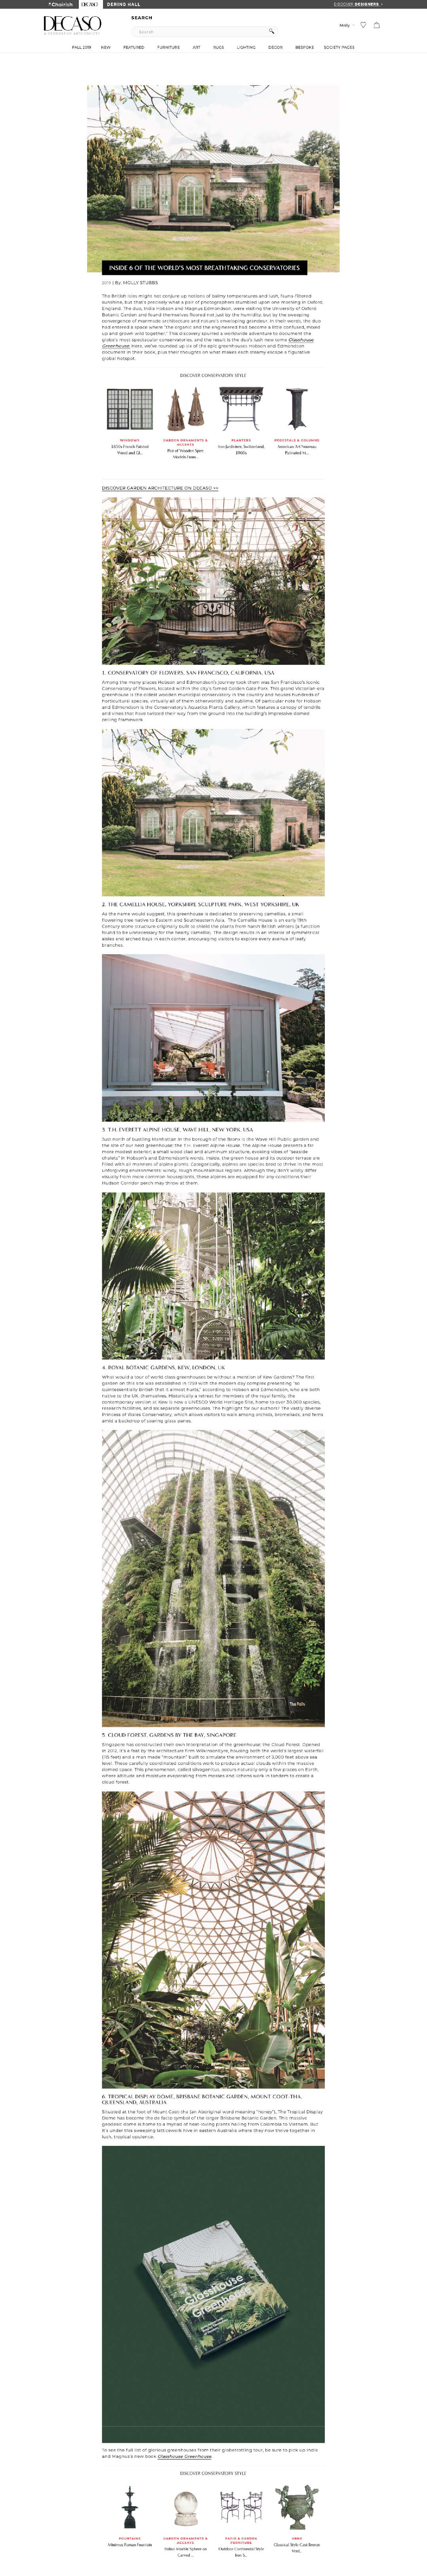 Chairish DECASO DERING HALL
DISCOVER DESIGNERS >
DECASO
SEARCH
Search
Molly
FALL 2019 NEW FEATURED FURNITURE ART RUGS LIGHTING DECOR BESPOKE SOCIETY PAGES
INSIDE 6 OF THE WORLD'S MOST BREATHTAKING CONSERVATORIES
2019 | By: MOLLY STUBBS
The British Isles might not conjure up notions of balmy temperatures and lush, fauna-filtered
sunshine, but that's precisely what a pair of photographers happened upon one morning in Oxford,
England. The duo, India Hobson and Magnus Edmondson, were visiting the University of Oxford
Botanic Garden and found themselves floored not just by the humidity, but by the sweeping
convergence of manmade architecture and nature's sweeping grandeur. In their words, the duo
had entered a space where "the organic and the engineered had become a little confused, mixed
up and grown wild together." This discovery spurred a worldwide adventure to document the
globe's most spectacular conservatories, and the result is the duo's lush new tome Glasshouse
Greenhouse. Here, we've rounded up six of the epic greenhouses Hobson and Edmondson
document in their book, plus their thoughts on what makes each steamy escape a figurative
global hotspot.
DISCOVER CONSERVATORY STYLE
WINDOWS
GARDEN ORNAMENTS &
ACCENTS
PLANTERS
PEDESTALS & COLUMNS
1920s French Painted
Wood and Gl...
Pair of Wooden Spire
Models From...
Iron Jardinière, Switzerland,
1900s
American Art Nouveau
Patinated M...
DISCOVER GARDEN ARCHITECTURE ON DECASO >>
1. CONSERVATORY OF FLOWERS, SAN FRANCISCO, CALIFORNIA, USA
Among the many places Hobson and Edmondson's journey took them was San Francisco's iconic
Conservatory of Flowers, located within the city's famed Golden Gate Park. This grand Victorian-era
greenhouse is the oldest wooden municipal conservatory in the country and houses hundreds of
horticultural species, virtually all of them otherworldly and sublime. Of particular note for Hobson
and Edmondson is the Conservatory's Aquatics Plants Gallery, which features a canopy of orchids
and vines that have twisted their way from the ground into the building's impressive domed
ceiling framework.
2. THE CAMELLIA HOUSE, YORKSHIRE SCULPTURE PARK, WEST YORKSHIRE, UK
As the name would suggest, this greenhouse is dedicated to preserving camellias, a small
flowering tree native to Eastern and Southeastern Asia. The Camellia House is an early 19th
Century stone structure originally built to shield the plants from harsh British winters (a function
found to be unnecessary for the hearty camellia). The design results in an interior of symmetrical
aisles and arched bays in each corner, encouraging visitors to explore every avenue of leafy
branches.
3. T.H. EVERETT ALPINE HOUSE, WAVE HILL, NEW YORK, USA
Just north of bustling Manhattan in the borough of the Bronx is the Wave Hill Public garden and
the site of our next greenhouse: the T.H. Everett Alpine House. The Alpine House presents a far
more modest exterior; a small wood clad and aluminum structure, evoking vibes of "seaside
chalets" in Hobson's and Edmondson's words. Inside, the green house and its outdoor terrace are
filled with all manners of alpine plants. Categorically, alpines are species bred to thrive in the most
unforgiving environments: windy, rough mountainous regions. Although they don't wildly differ
visually from more common houseplants, these alpines are equipped for any conditions their
Hudson Corridor perch may throw at them.
4. ROYAL BOTANIC GARDENS, KEW, LONDON, UK
What would a tour of world class greenhouses be without a mention of Kew Gardens? The first
garden on this site was established in 1759 with the modern-day complex presenting "so
quintessentially British that it almost hurts," according to Hobson and Edmondson, who are both
native to the UK, themselves. Historically a retreat for members of the royal family, the
contemporary version of Kew is now a UNESCO World Heritage Site, home to over 30,000 species,
research facilities, and six separate greenhouses. The highlight for our authors? The vastly diverse
Princess of Wales Conservatory, which allows visitors to walk among orchids, bromeliads, and ferns
amid a backdrop of soaring glass panes.
The Falls
5. CLOUD FOREST, GARDENS BY THE BAY, SINGAPORE
Singapore has constructed their own interpretation of the greenhouse: the Cloud Forest. Opened
in 2012, it's a feat by the architecture firm WilkinsonEyre, housing both the world's largest waterfall
(115 feet) and a man made "mountain" built to simulate the environment of 3,000 feet above sea
level. These carefully coordinated conditions work to produce actual clouds within the massive
domed space. This phenomenon, called silvagenitus, occurs naturally only a few places on Earth,
where altitude and moisture evaporating from mosses and lichens work in tandem to create a
cloud forest.
6. TROPICAL DISPLAY DOME, BRISBANE BOTANIC GARDEN, MOUNT COOT-THA,
QUEENSLAND, AUSTRALIA
Situated at the foot of Mount Coot-tha (an Aboriginal word meaning "honey"), The Tropical Display
Dome has become the de facto symbol of the larger Brisbane Botanic Garden. This massive
geodesic dome is home to a myriad of heat-loving plants hailing from Colombia to Vietnam. But
it's under this sweeping latticework hive in eastern Australia where they now thrive together in
lush, tropical opulence.
Glasshouse
Greenhouse
To see the full list of glorious greenhouses from their globetrotting tour, be sure to pick up India
and Magnus's new book Glasshouse Greenhouse.
DISCOVER CONSERVATORY STYLE
FOUNTAINS
GARDEN ORNAMENTS &
ACCENTS
PATIO & GARDEN
FURNITURE
URNS
Italian Marble Sphere on
Carved ...
Outdoor Continental Style
Iron S...
Classical Style Cast Bronze